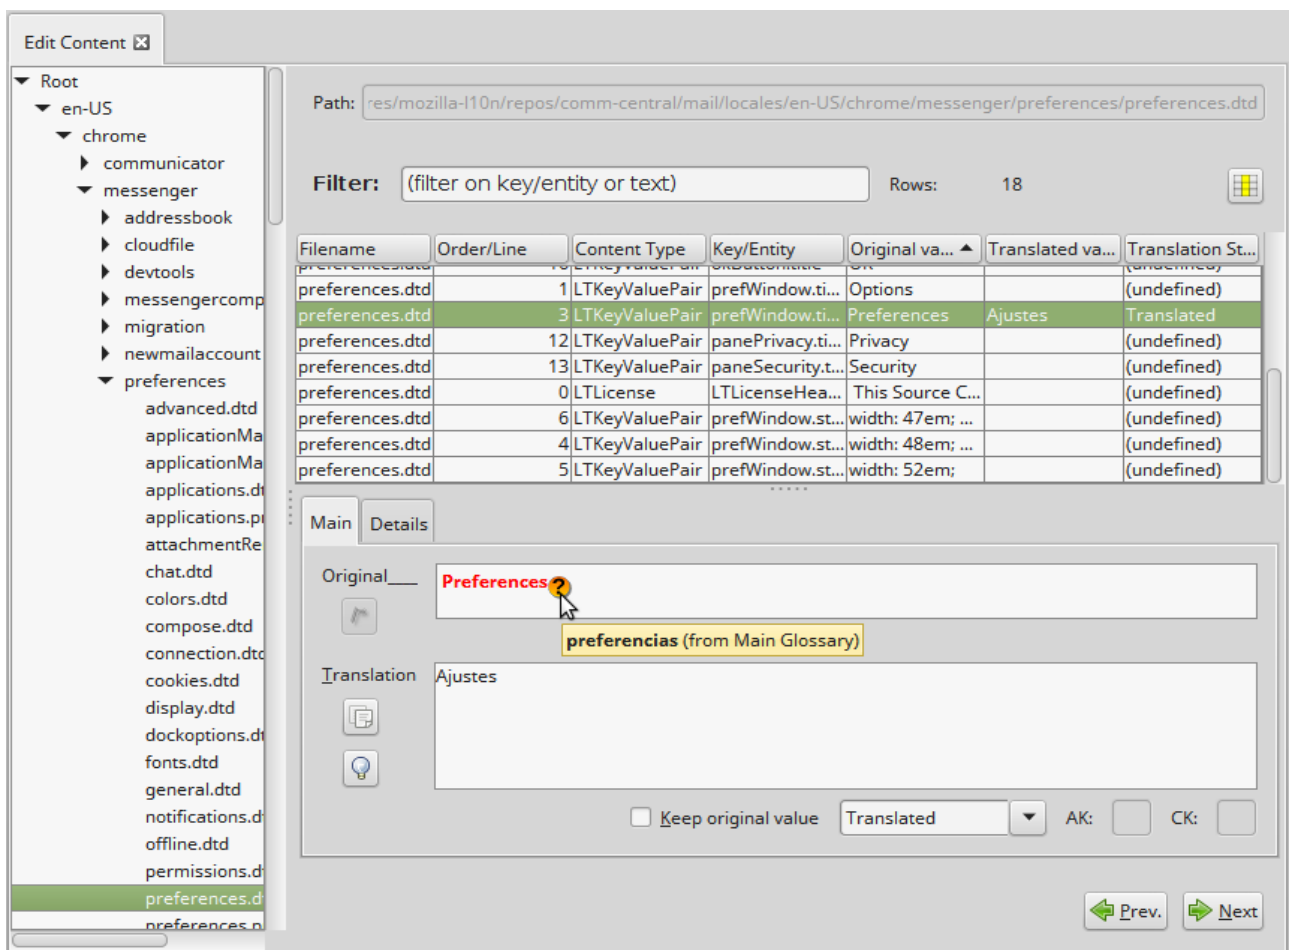 Edit Content
Root
en-US
chrome
communicator
messenger
addressbook
cloudfile
devtools
messengercomp
migration
newmailaccount
preferences
advanced.dtd
applicationMa
applicationMa
applications.dt
applications.pr
attachmentRe
chat.dtd
colors.dtd
compose.dtd
connection.dtd
cookies.dtd
display.dtd
dockoptions.dt
fonts.dtd
general.dtd
notifications.d
offline.dtd
permissions.d
preferences.d
preferences.p
Path: res/mozilla-l10n/repos/comm-central/mail/locales/en-US/chrome/messenger/preferences/preferences.dtd
Filter: (filter on key/entity or text) Rows: 18
Filename Order/Line Content Type Key/Entity Original va... Translated va... Translation St...
preferences.dtd 1 LTKeyValuePair prefWindow.ti... Options (undefined)
preferences.dtd 3 LTKeyValuePair prefWindow.ti... Preferences Ajustes Translated
preferences.dtd 12 LTKeyValuePair panePrivacy.ti... Privacy (undefined)
preferences.dtd 13 LTKeyValuePair paneSecurity.t... Security (undefined)
preferences.dtd 0 LTLicense LTLicenseHea... This Source C... (undefined)
preferences.dtd 6 LTKeyValuePair prefWindow.st... width: 47em; ... (undefined)
preferences.dtd 4 LTKeyValuePair prefWindow.st... width: 48em; ... (undefined)
preferences.dtd 5 LTKeyValuePair prefWindow.st... width: 52em; (undefined)
Main Details
Original___ Preferences ?
preferencias (from Main Glossary)
Translation Ajustes
Keep original value Translated AK: CK:
Prev. Next